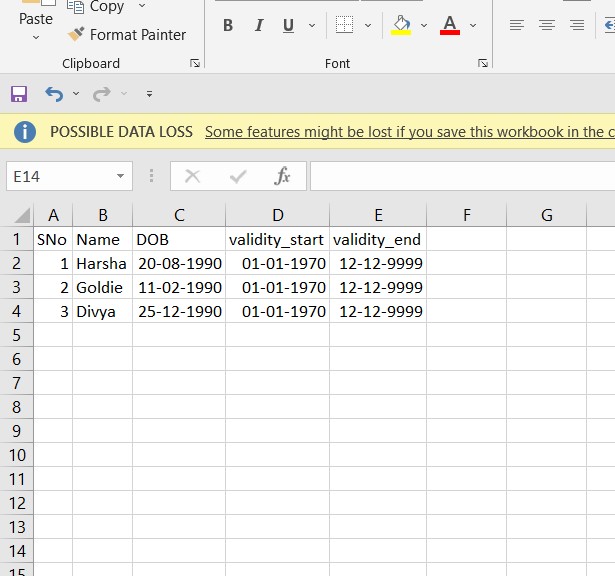 Copy
Paste
Format Painter
Clipboard
B I U A
Font
POSSIBLE DATA LOSS Some features might be lost if you save this workbook in the c
E14 fx
A B C D E F G
1 SNo Name DOB validity_start validity_end
2 1 Harsha 20-08-1990 01-01-1970 12-12-9999
3 2 Goldie 11-02-1990 01-01-1970 12-12-9999
4 3 Divya 25-12-1990 01-01-1970 12-12-9999
5
6
7
8
9
10
11
12
13
14
15